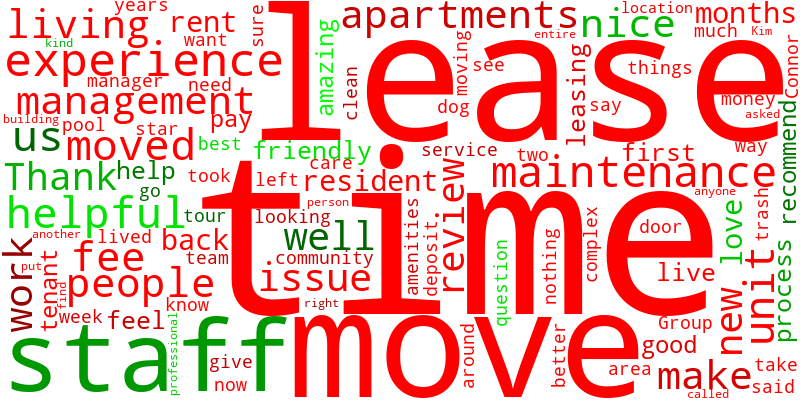 years
living
rent
kind
want
sure
experience
manager
need
management
building
pool
star
pay
us
moved
best
amazing
friendly
clean
apartments
nice
location
months
much
Kim
entire
moving
see
dog
things
Connor
leasing
say
money
asked
lease
service
two
first
way
maintenance
recommend
Thank
help
go
took
left
care
resident
person
helpful
tour
looking
well
time
review
anyone
door
love
trash
another
lived
back
team
community
amenities
deposit
nothing
complex
work
put
fee
people
issue
question
live
process
tenant
find
week
know
right
new
unit
feel
professional
staff
move
Group
good
give
now
around
better
area
make
take
said
called